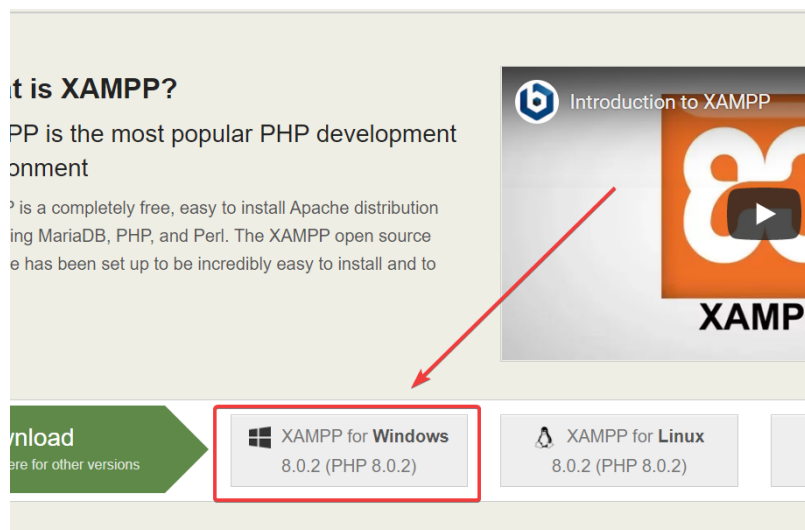 t is XAMPP?
PP is the most popular PHP development
onment
is a completely free, easy to install Apache distribution
ing MariaDB, PHP, and Perl. The XAMPP open source
e has been set up to be incredibly easy to install and to
Introduction to XAMPP
XAMP
nload
ere for other versions
XAMPP for Windows
8.0.2 (PHP 8.0.2)
XAMPP for Linux
8.0.2 (PHP 8.0.2)